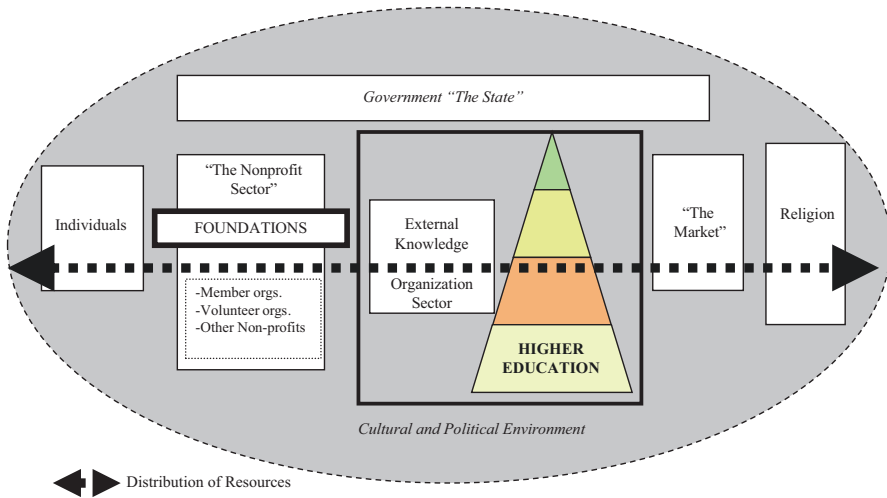 Government “The State”
Individuals
“The Nonprofit
Sector”
FOUNDATIONS
-Member orgs.
-Volunteer orgs.
-Other Non-profits
External
Knowledge
Organization
Sector
HIGHER
EDUCATION
“The
Market”
Religion
Cultural and Political Environment
Distribution of Resources